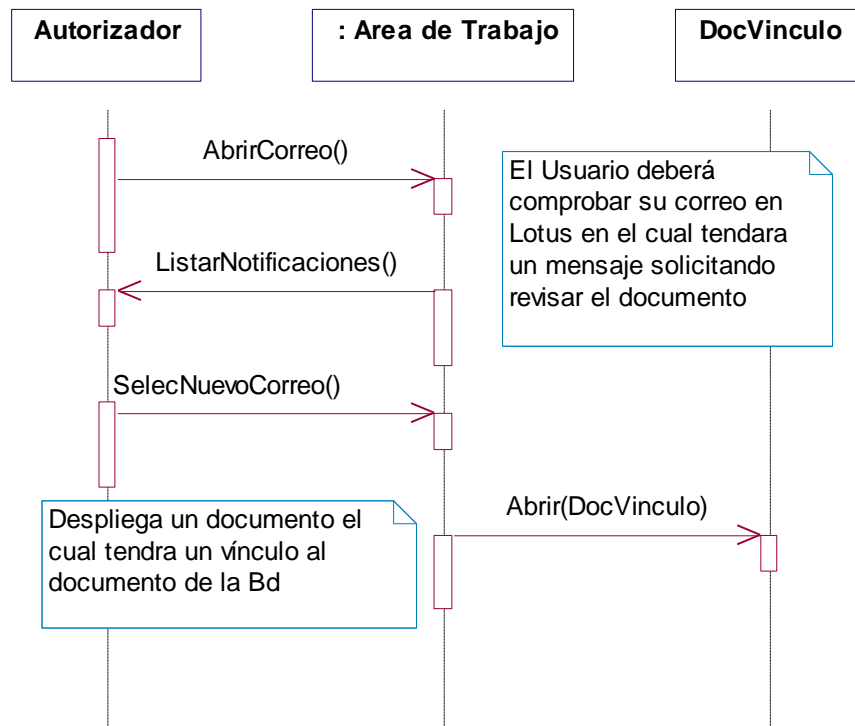 Autorizador
: Area de Trabajo
DocVinculo
AbrirCorreo()
El Usuario deberá
comprobar su correo en
Lotus en el cual tendara
un mensaje solicitando
revisar el documento
ListarNotificaciones()
SelecNuevoCorreo()
Despliega un documento el
cual tendra un vínculo al
documento de la Bd
Abrir(DocVinculo)